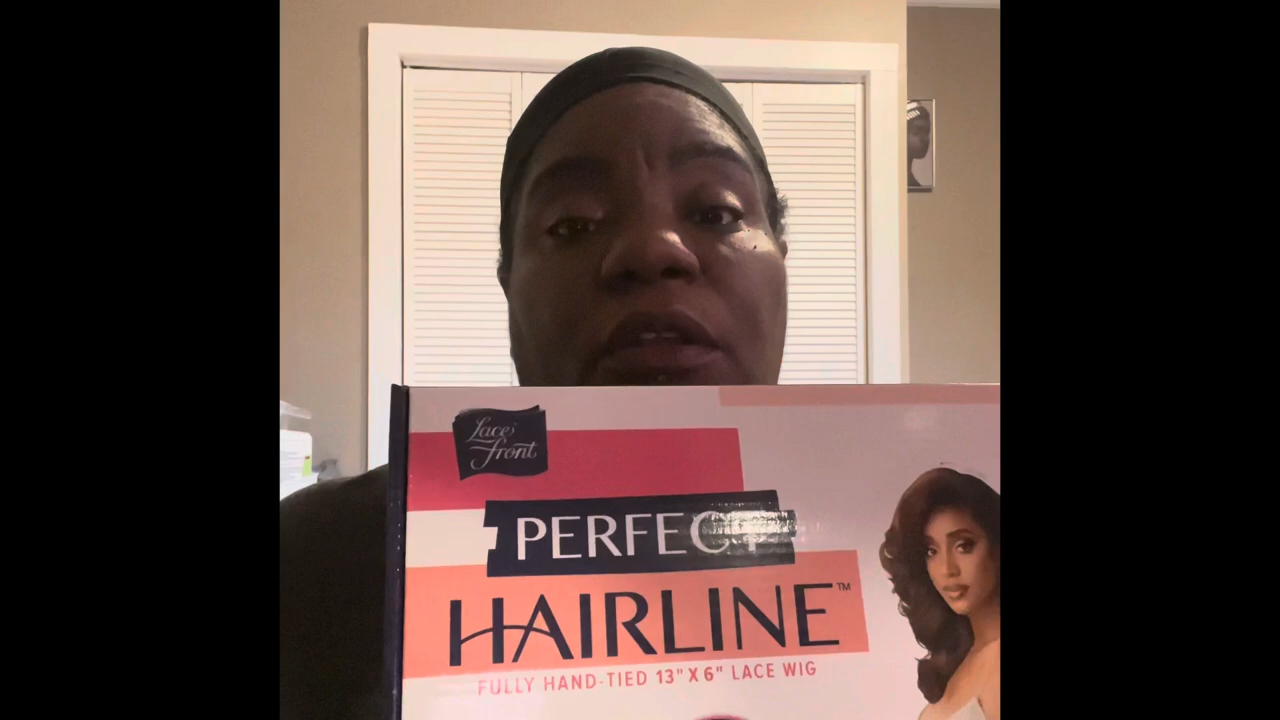 Lace
Front
PERFECT
HAIRLINE™
FULLY HAND-TIED 13" X 6" LACE WIG